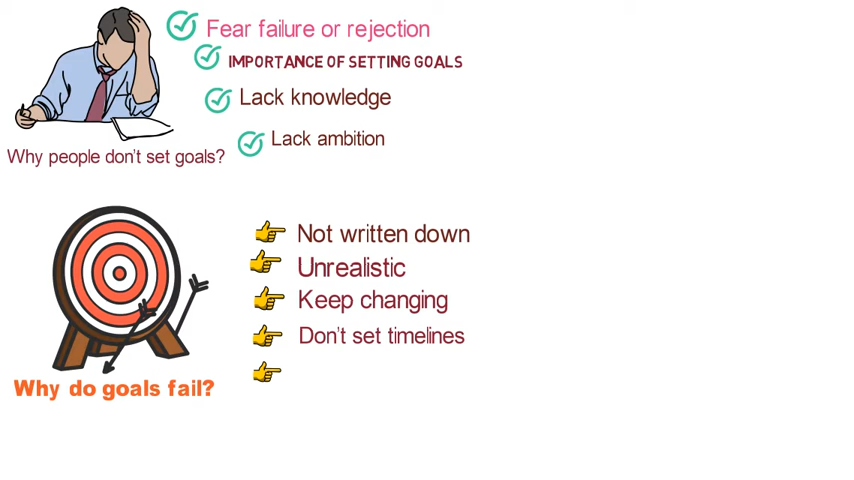 Fear failure or rejection
IMPORTANCE OF SETTING GOALS
Lack knowledge
Lack ambition
Why people don't set goals?
Not written down
Unrealistic
Keep changing
Don't set timelines
Why do goals fail?